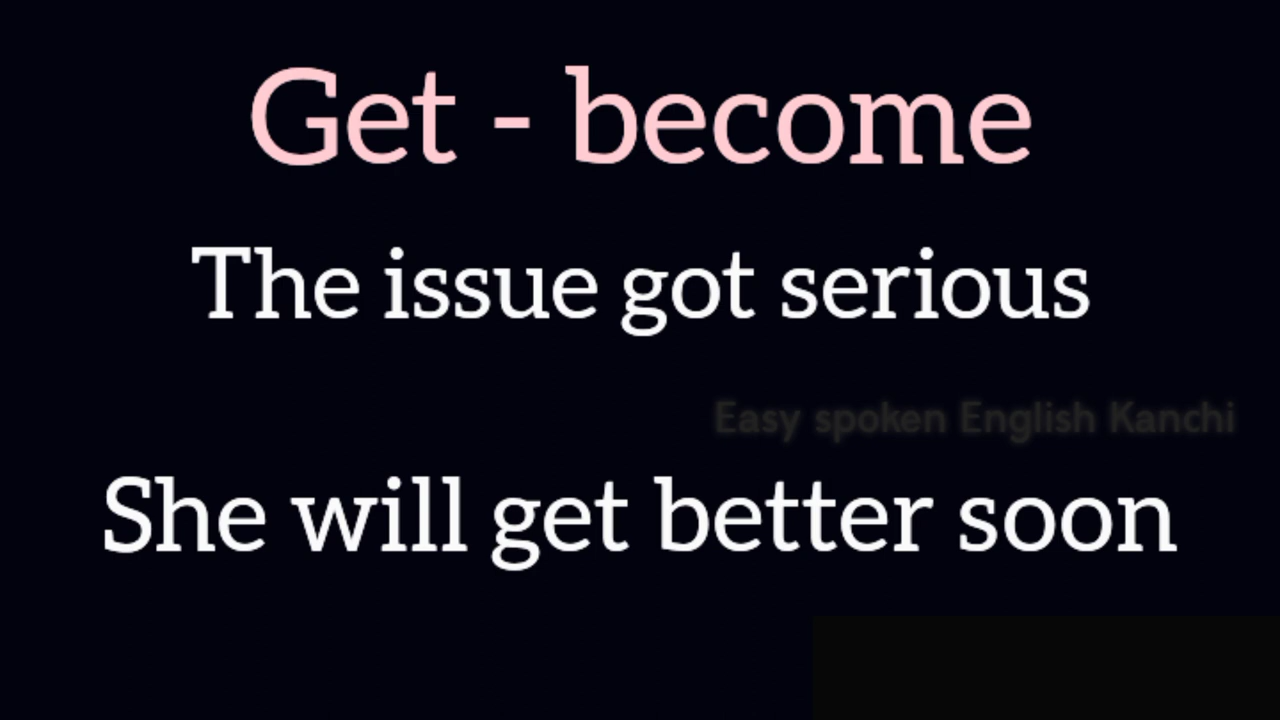 Get - become
The issue got serious
Easy spoken English Kanchi
She will get better soon